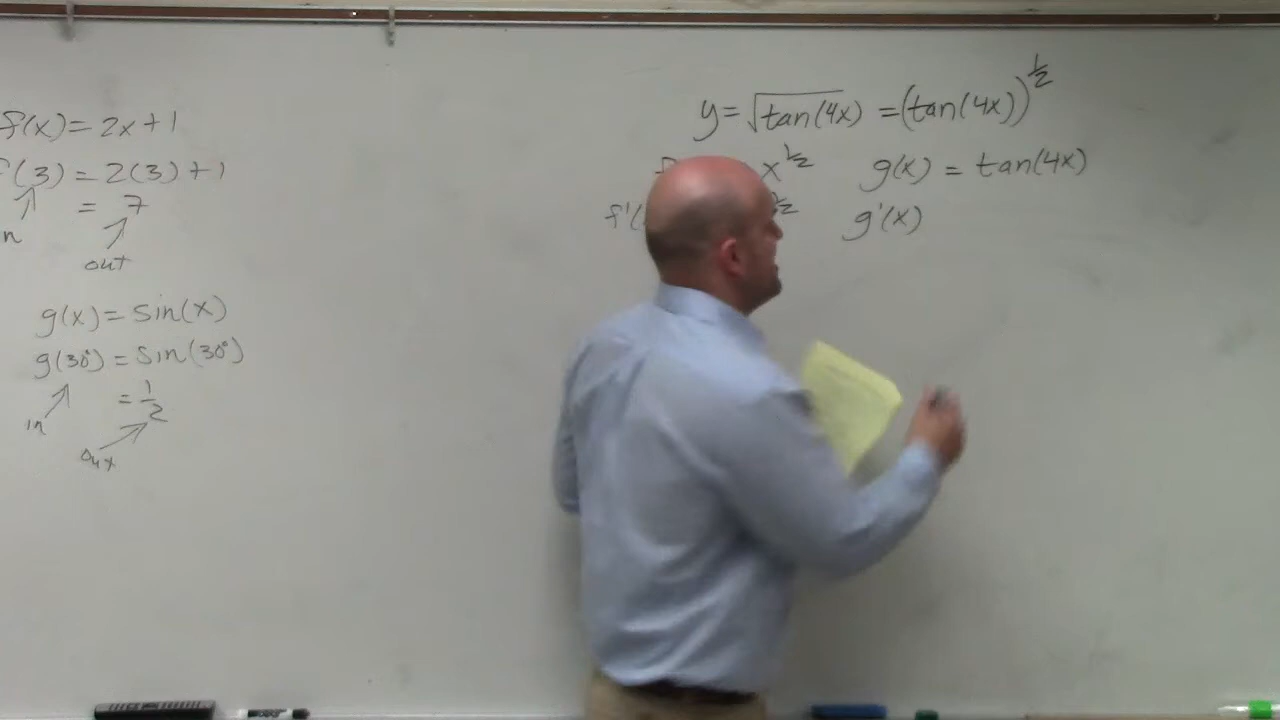 f(x) = 2x + 1
(3) = 2(3) + 1
= 7
out
g(x) = sin(x)
g(30°) = sin(30°)
= 1/2
in
y = √tan(4x) = (tan(4x))^1/2
x^1/2 g(x) = tan(4x)
f'( g'(x)